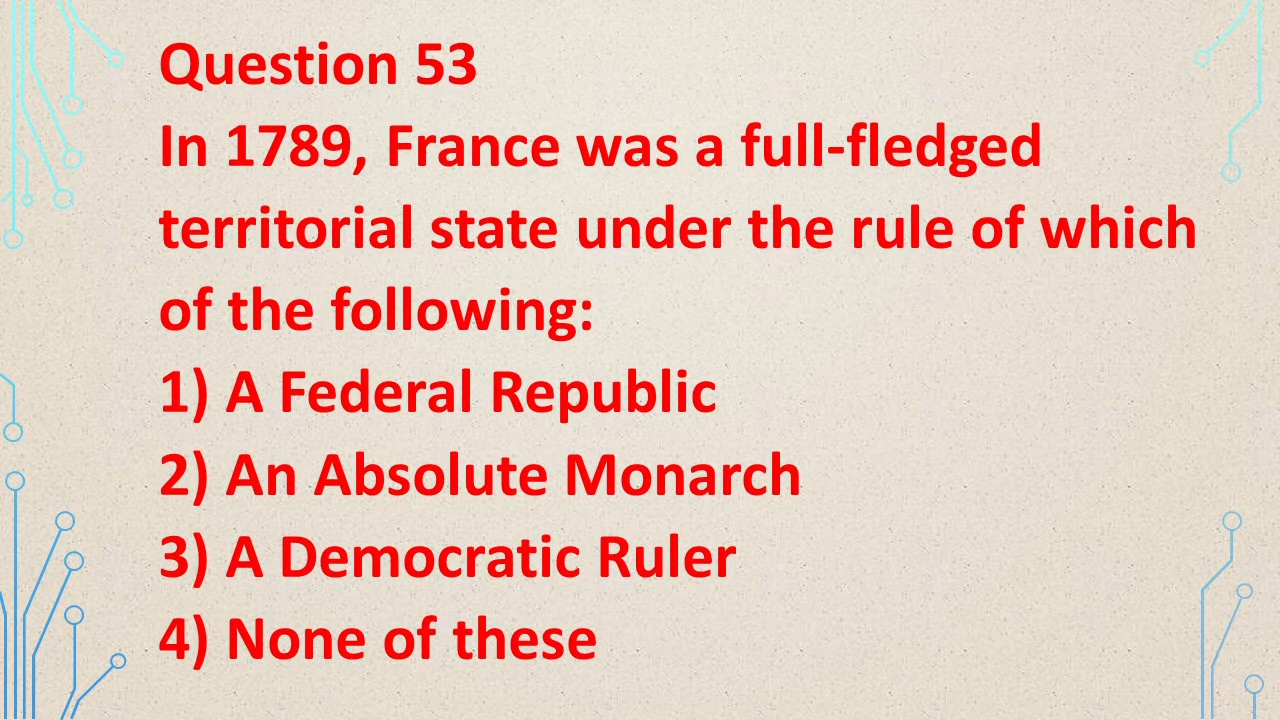 Question 53
In 1789, France was a full-fledged
territorial state under the rule of which
of the following:
1) A Federal Republic
2) An Absolute Monarch
3) A Democratic Ruler
4) None of these